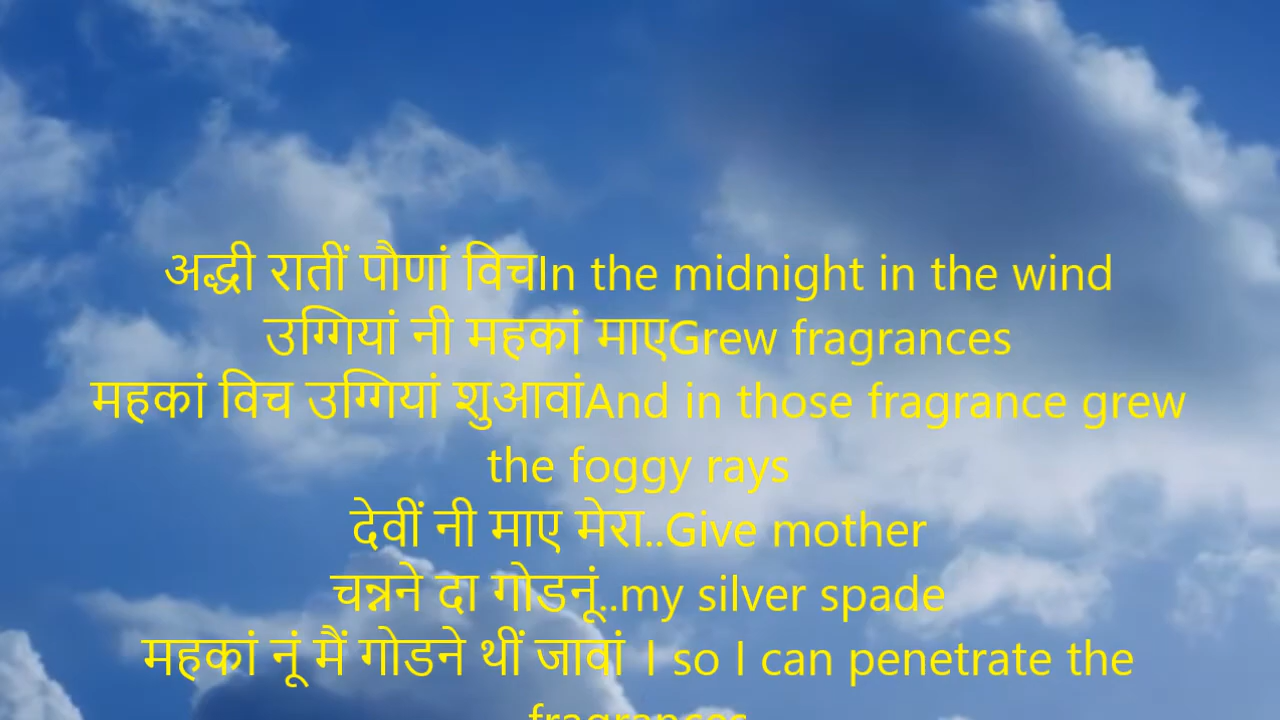 अद्धी रातीं पौणां विचIn the midnight in the wind
उग्गियां नी महकां माएGrew fragrances
महकां विच उग्गियां शुआवांAnd in those fragrance grew
the foggy rays
देवीं नी माए मेरा..Give mother
चन्नने दा गोडनूं..my silver spade
महकां नूं मैं गोडने थीं जावां । so I can penetrate the
fragrances